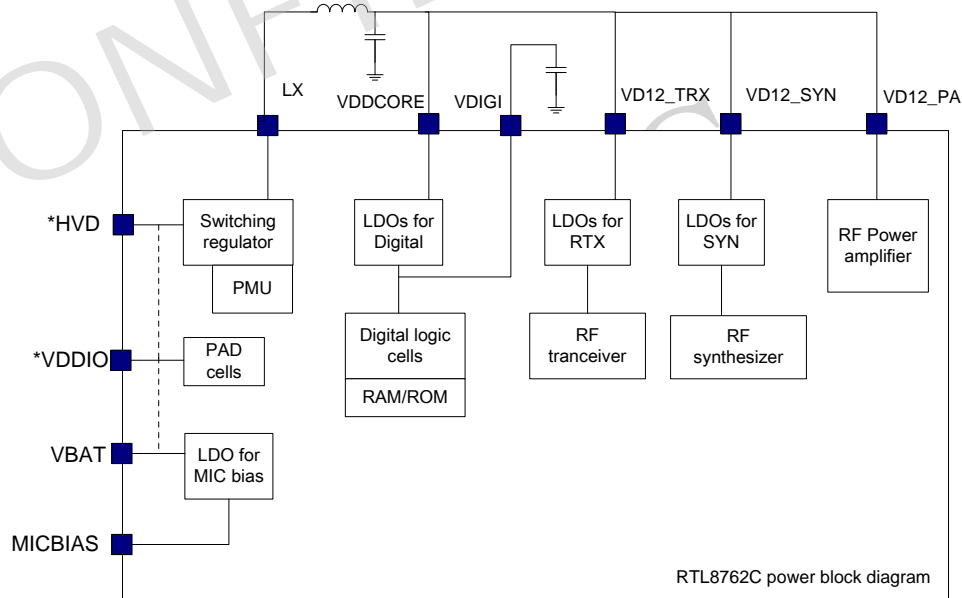 LX
VDDCORE
VDIGI
VD12_TRX
VD12_SYN
VD12_PA
*HVD
Switching
regulator
PMU
LDOs for
Digital
LDOs for
RTX
LDOs for
SYN
RF Power
amplifier
*VDDIO
PAD
cells
Digital logic
cells
RAM/ROM
RF
tranceiver
RF
synthesizer
VBAT
LDO for
MIC bias
MICBIAS
RTL8762C power block diagram